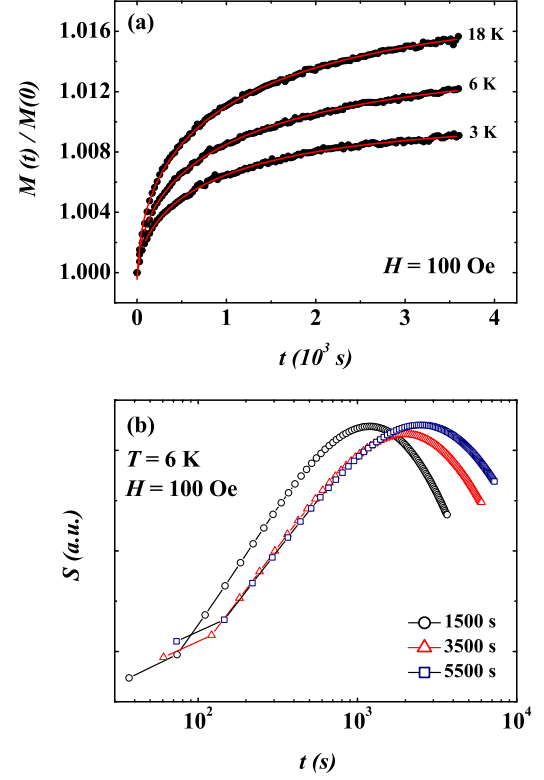 (a)
1.016
1.012
1.008
1.004
1.000
M (t) / M(0)
18 K
6 K
3 K
H = 100 Oe
0
1
2
3
4
t (10³ s)
(b)
T = 6 K
H = 100 Oe
S (a.u.)
1500 s
3500 s
5500 s
10²
10³
10⁴
t (s)